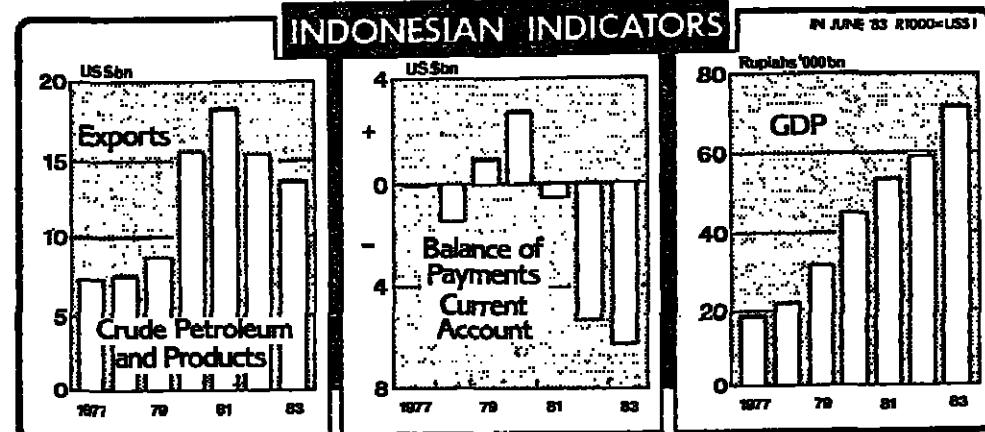 INDONESIAN INDICATORS
IN JUNE '83 R1000=US$1
US$bn
20
15
10
5
0
Exports
Crude Petroleum
and Products
1977 79 81 83
US$bn
4
+
0
-
4
8
Balance of
Payments
Current
Account
1977 79 81 83
Rupiahs '000bn
80
60
40
20
0
GDP
1977 79 81 83